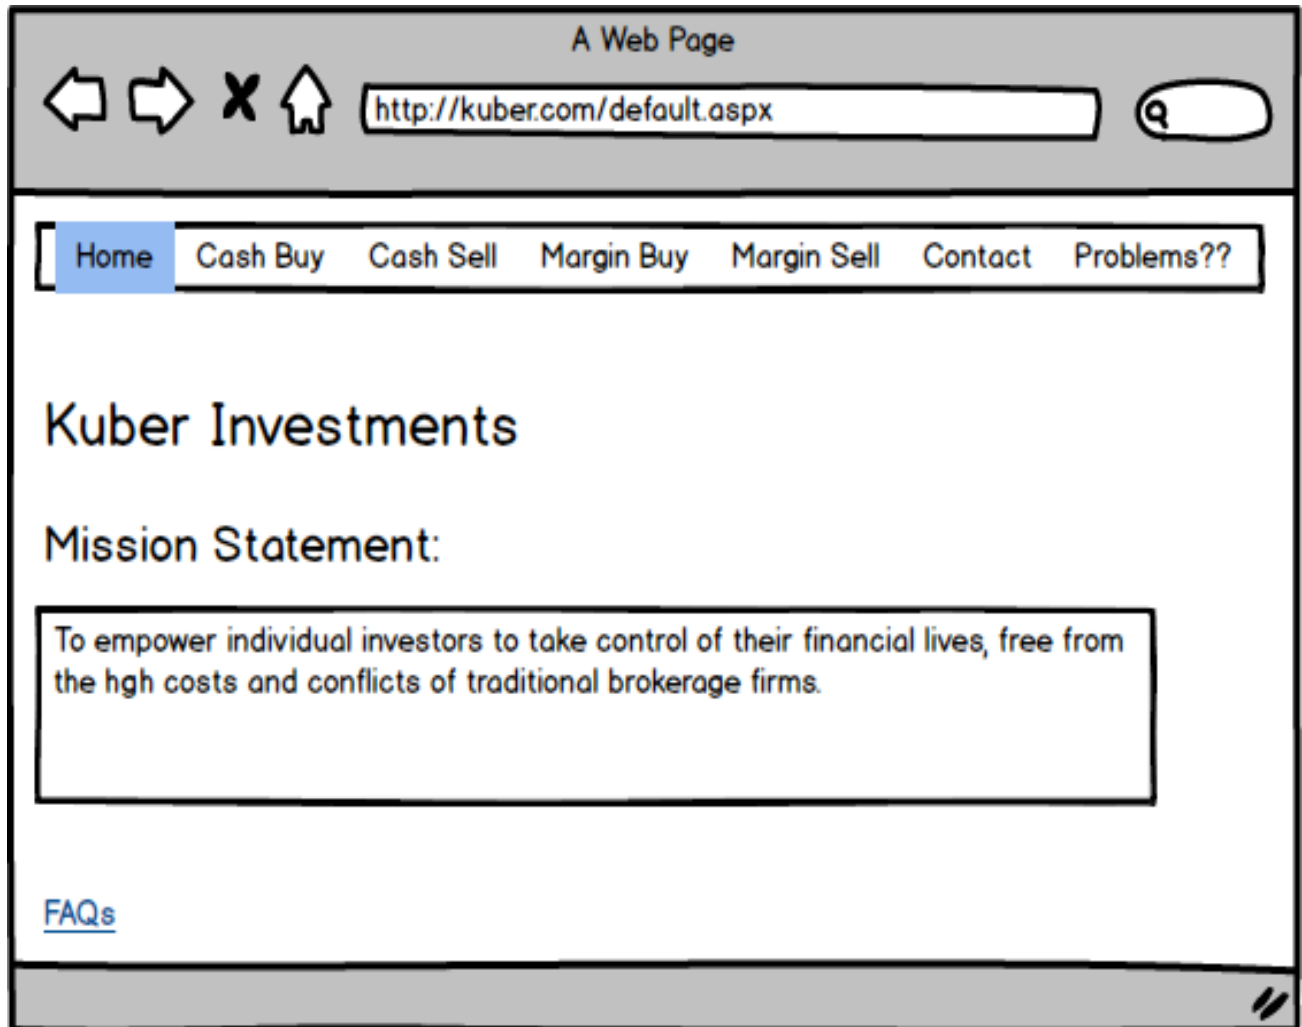 A Web Page
http://kuber.com/default.aspx
Home Cash Buy Cash Sell Margin Buy Margin Sell Contact Problems??
Kuber Investments
Mission Statement:
To empower individual investors to take control of their financial lives, free from
the hgh costs and conflicts of traditional brokerage firms.
FAQs